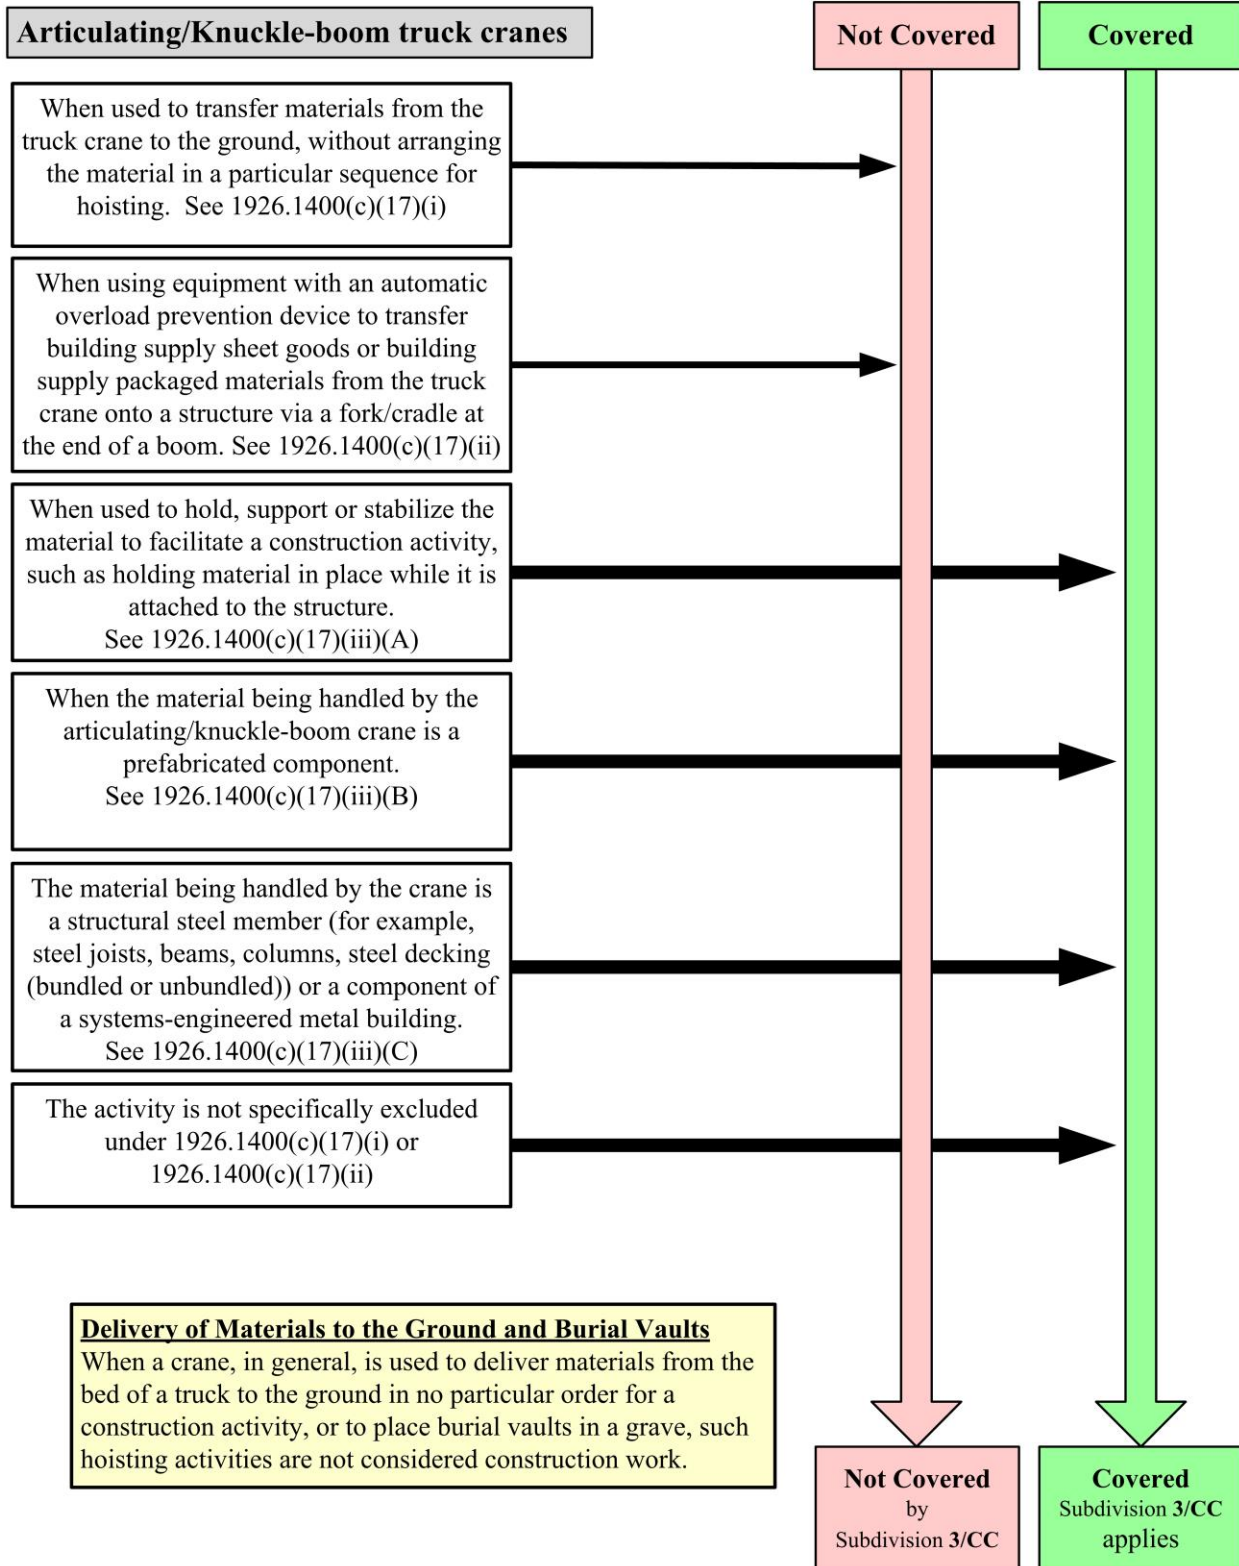 Articulating/Knuckle-boom truck cranes
Not Covered
Covered
When used to transfer materials from the
truck crane to the ground, without arranging
the material in a particular sequence for
hoisting. See 1926.1400(c)(17)(i)
When using equipment with an automatic
overload prevention device to transfer
building supply sheet goods or building
supply packaged materials from the truck
crane onto a structure via a fork/cradle at
the end of a boom. See 1926.1400(c)(17)(ii)
When used to hold, support or stabilize the
material to facilitate a construction activity,
such as holding material in place while it is
attached to the structure.
See 1926.1400(c)(17)(iii)(A)
When the material being handled by the
articulating/knuckle-boom crane is a
prefabricated component.
See 1926.1400(c)(17)(iii)(B)
The material being handled by the crane is
a structural steel member (for example,
steel joists, beams, columns, steel decking
(bundled or unbundled)) or a component of
a systems-engineered metal building.
See 1926.1400(c)(17)(iii)(C)
The activity is not specifically excluded
under 1926.1400(c)(17)(i) or
1926.1400(c)(17)(ii)
Delivery of Materials to the Ground and Burial Vaults
When a crane, in general, is used to deliver materials from the
bed of a truck to the ground in no particular order for a
construction activity, or to place burial vaults in a grave, such
hoisting activities are not considered construction work.
Not Covered
by
Subdivision 3/CC
Covered
Subdivision 3/CC
applies